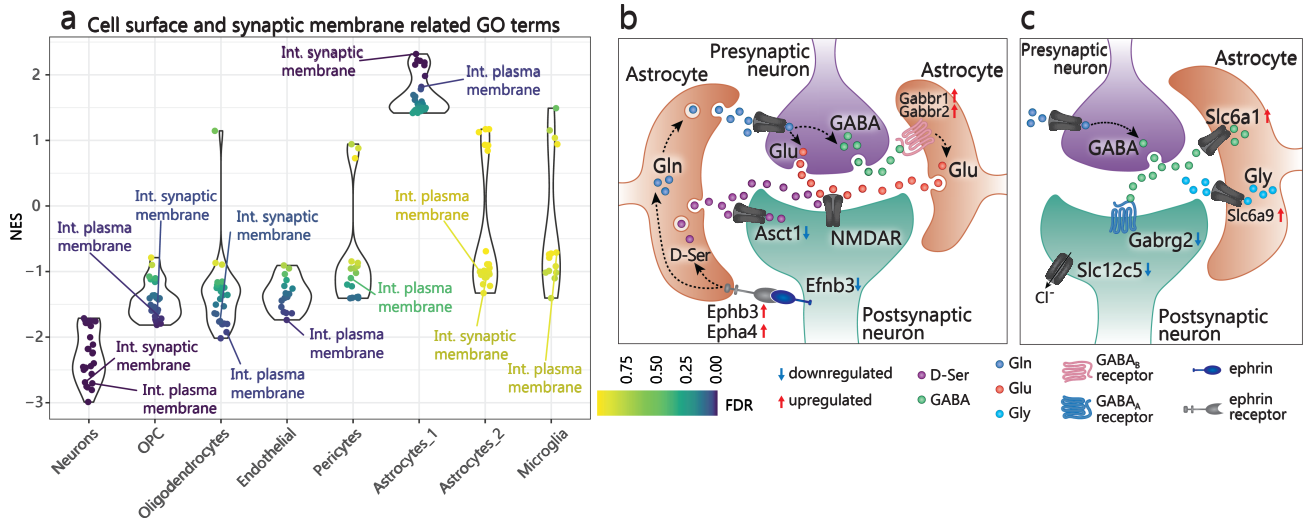 a Cell surface and synaptic membrane related GO terms
NES
2
1
0
−1
−2
−3
Int. synaptic
membrane
Int. plasma
membrane
Int. synaptic
membrane
Int. plasma
membrane
Int. synaptic
membrane
Int. plasma
membrane
Int. plasma
membrane
Int. synaptic
membrane
Int. plasma
membrane
Int. synaptic
membrane
Int. plasma
membrane
Int. plasma
membrane
Int. plasma
membrane
Int. synaptic
membrane
Int. plasma
membrane
Neurons
OPC
Oligodendrocytes
Endothelial
Pericytes
Astrocytes_1
Astrocytes_2
Microglia
0.75
0.50
0.25
0.00
FDR
b
Astrocyte
Presynaptic
neuron
Astrocyte
Gabbr1
Gabbr2
GABA
Glu
Gln
Glu
D-Ser
Asct1
NMDAR
Efnb3
Ephb3
Epha4
Postsynaptic
neuron
c
Presynaptic
neuron
Astrocyte
Slc6a1
GABA
Gly
Slc6a9
Gabrg2
Slc12c5
Cl⁻
Postsynaptic
neuron
downregulated
upregulated
D-Ser
GABA
Gln
Glu
Gly
GABA_B
receptor
GABA_A
receptor
ephrin
ephrin
receptor